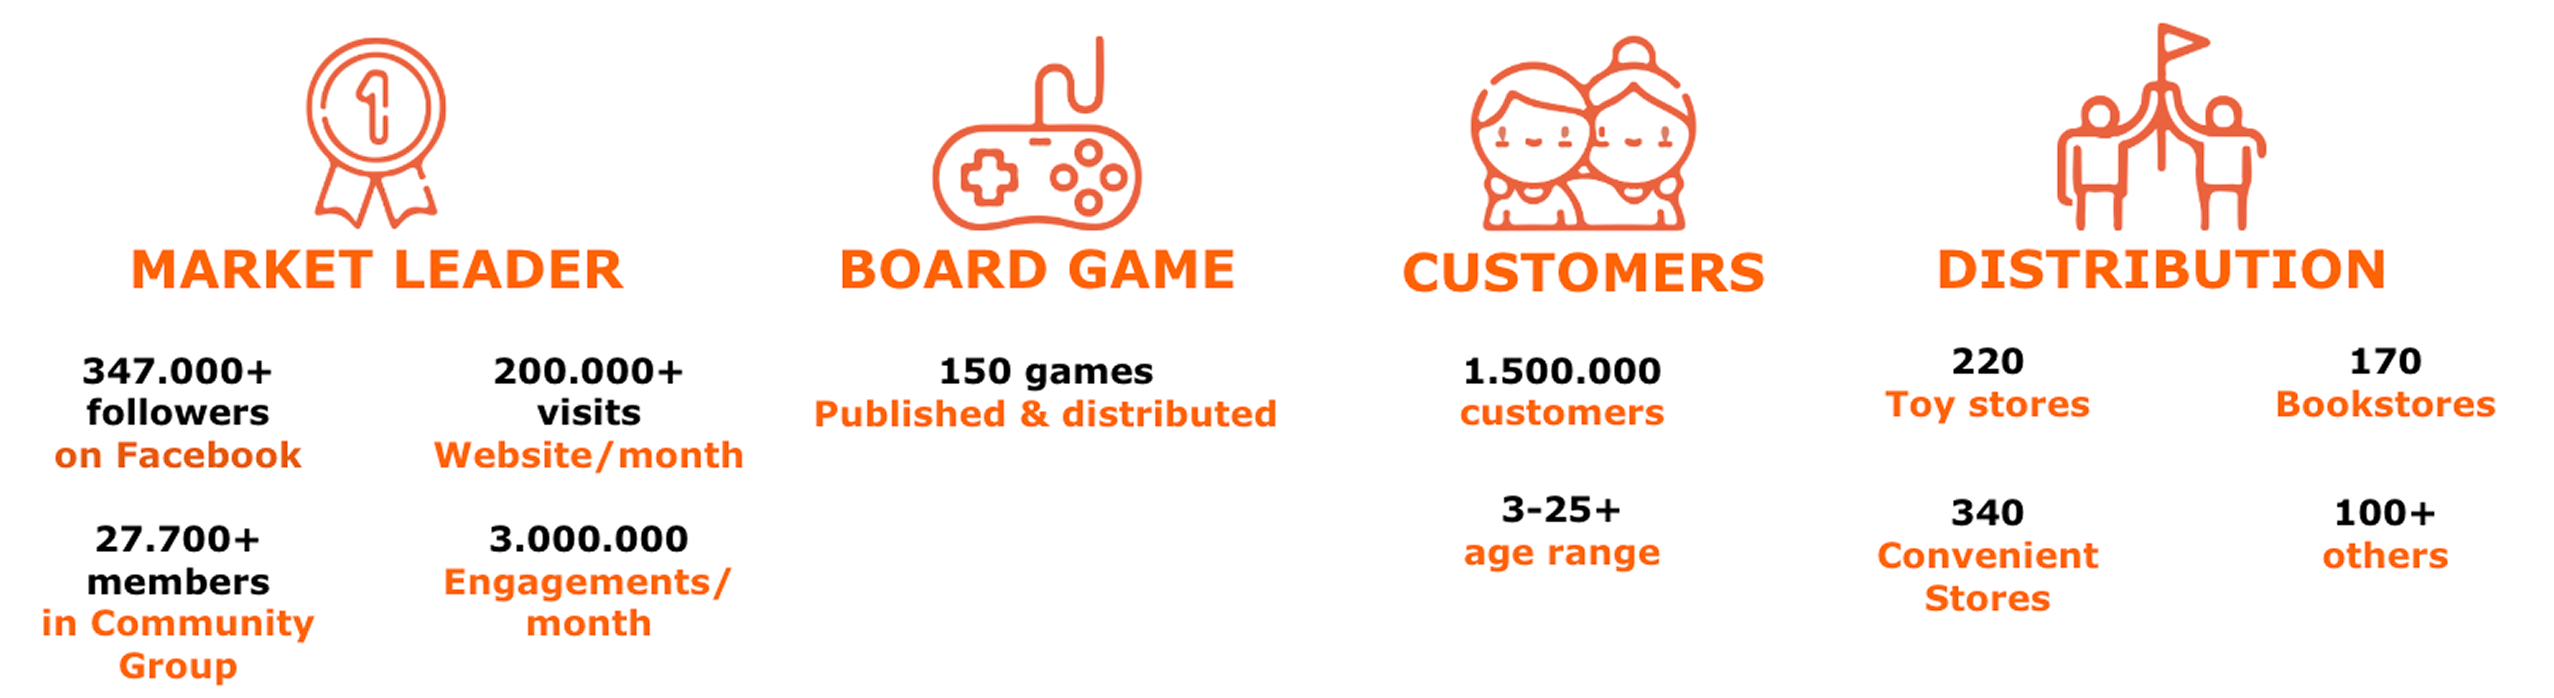 1
MARKET LEADER
347.000+
followers
on Facebook
200.000+
visits
Website/month
27.700+
members
in Community
Group
3.000.000
Engagements/
month
BOARD GAME
150 games
Published & distributed
CUSTOMERS
1.500.000
customers
3-25+
age range
DISTRIBUTION
220
Toy stores
170
Bookstores
340
Convenient
Stores
100+
others